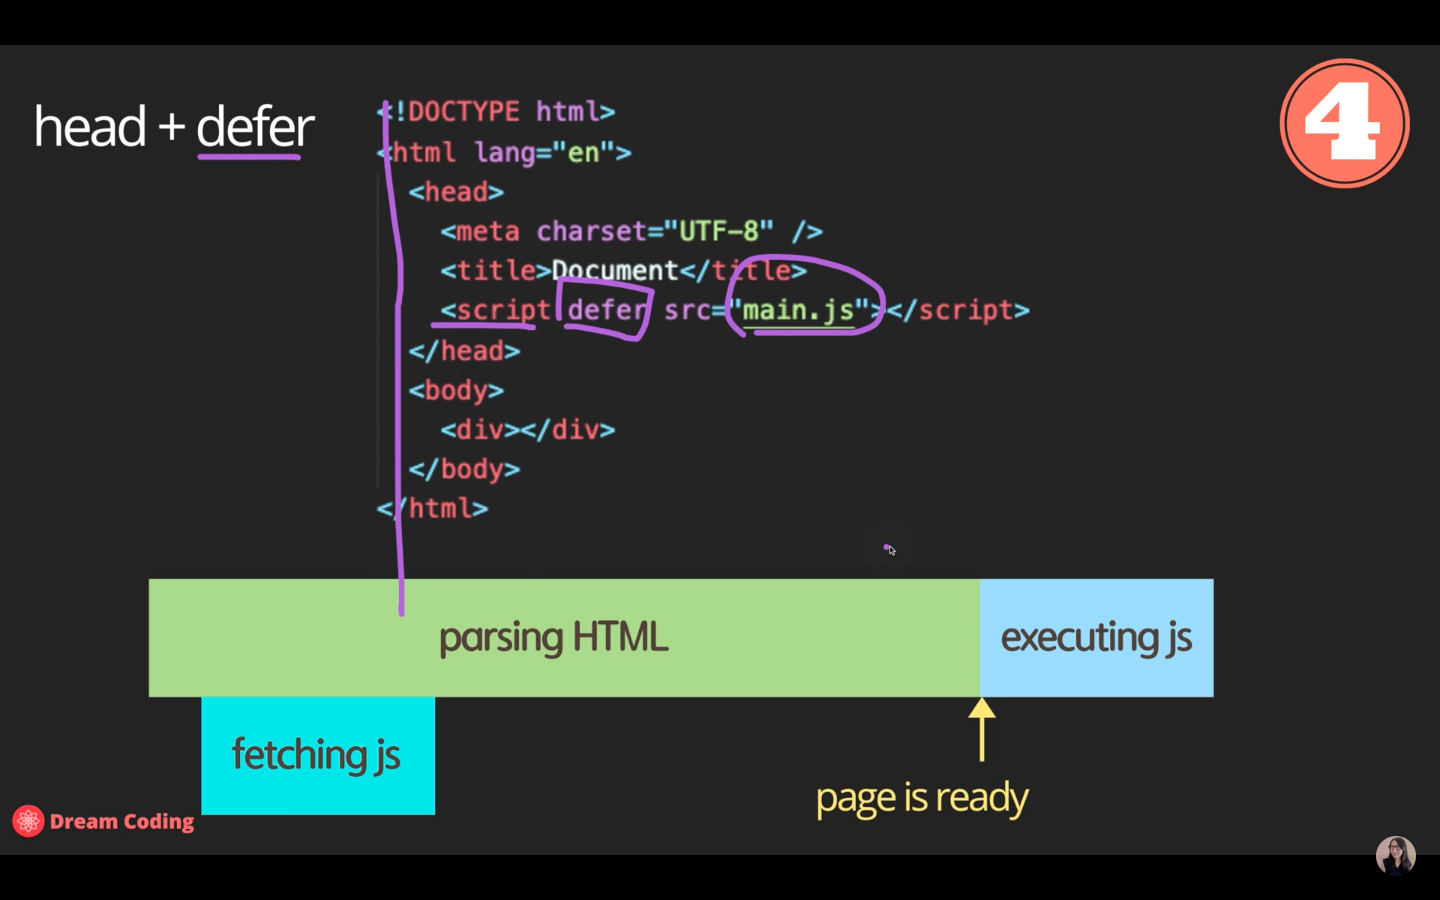 head + defer
4
<!DOCTYPE html>
<html lang="en">
<head>
<meta charset="UTF-8" />
<title>Document</title>
<script defer src="main.js"></script>
</head>
<body>
<div></div>
</body>
</html>
parsing HTML
executing js
fetching js
page is ready
Dream Coding